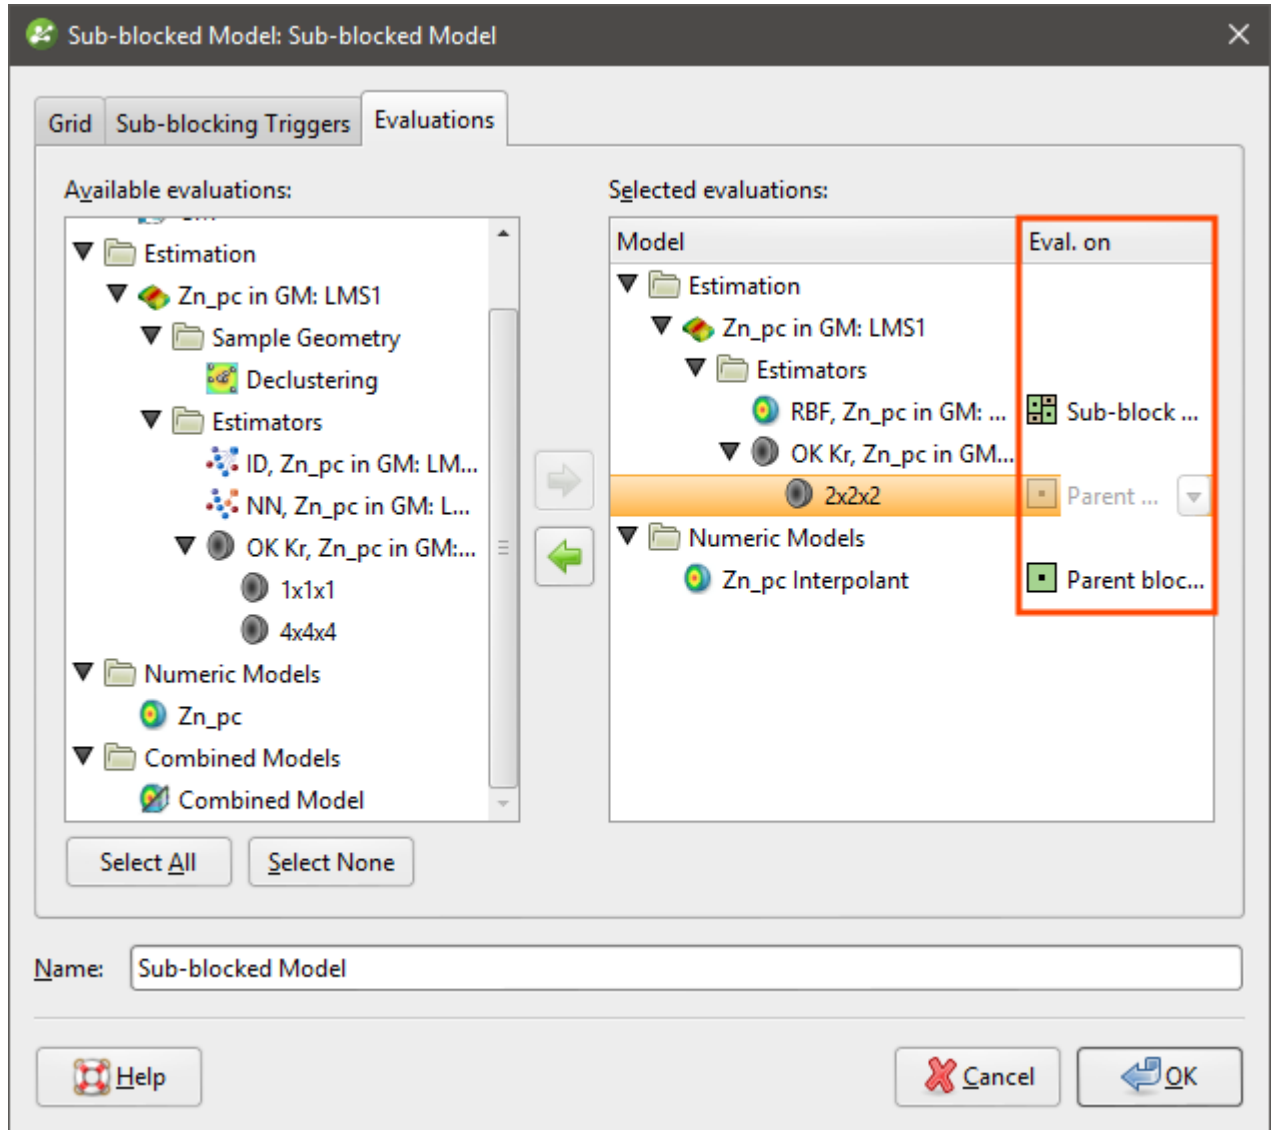 Sub-blocked Model: Sub-blocked Model
Grid
Sub-blocking Triggers
Evaluations
Available evaluations:
Estimation
Zn_pc in GM: LMS1
Sample Geometry
Declustering
Estimators
ID, Zn_pc in GM: LM...
NN, Zn_pc in GM: L...
OK Kr, Zn_pc in GM:...
1x1x1
4x4x4
Numeric Models
Zn_pc
Combined Models
Combined Model
Select All
Select None
Selected evaluations:
Model Eval. on
Estimation
Zn_pc in GM: LMS1
Estimators
RBF, Zn_pc in GM: ... Sub-block ...
OK Kr, Zn_pc in GM...
2x2x2 Parent ...
Numeric Models
Zn_pc Interpolant Parent bloc...
Name: Sub-blocked Model
Help
Cancel
OK